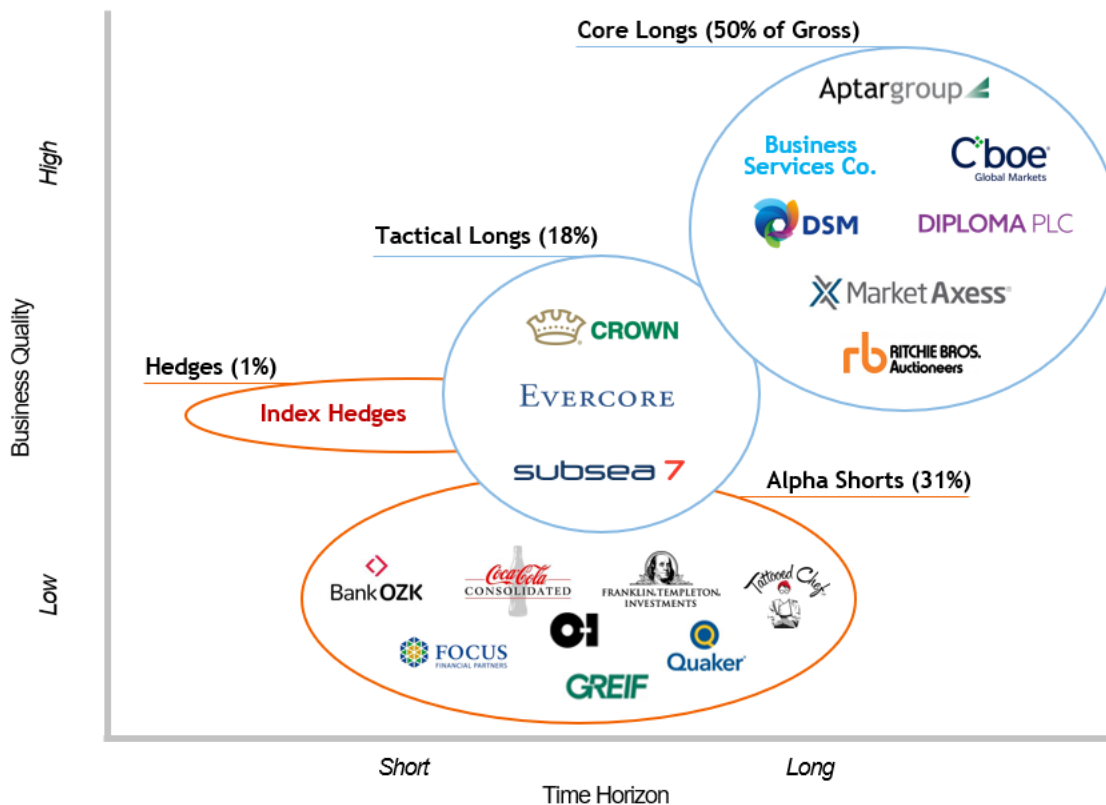 Core Longs (50% of Gross)
Aptargroup
Business
Services Co.
Cboe
Global Markets
DSM
DIPLOMA PLC
MarketAxess®
rb
RITCHIE BROS.
Auctioneers
Tactical Longs (18%)
CROWN
EVERCORE
subsea 7
Hedges (1%)
Index Hedges
Alpha Shorts (31%)
Bank OZK
Coca-Cola
CONSOLIDATED
FRANKLIN TEMPLETON
INVESTMENTS
Tattooed Chef
FOCUS
FINANCIAL PARTNERS
O-I
Quaker®
GREIF
High
Business Quality
Low
Short
Long
Time Horizon